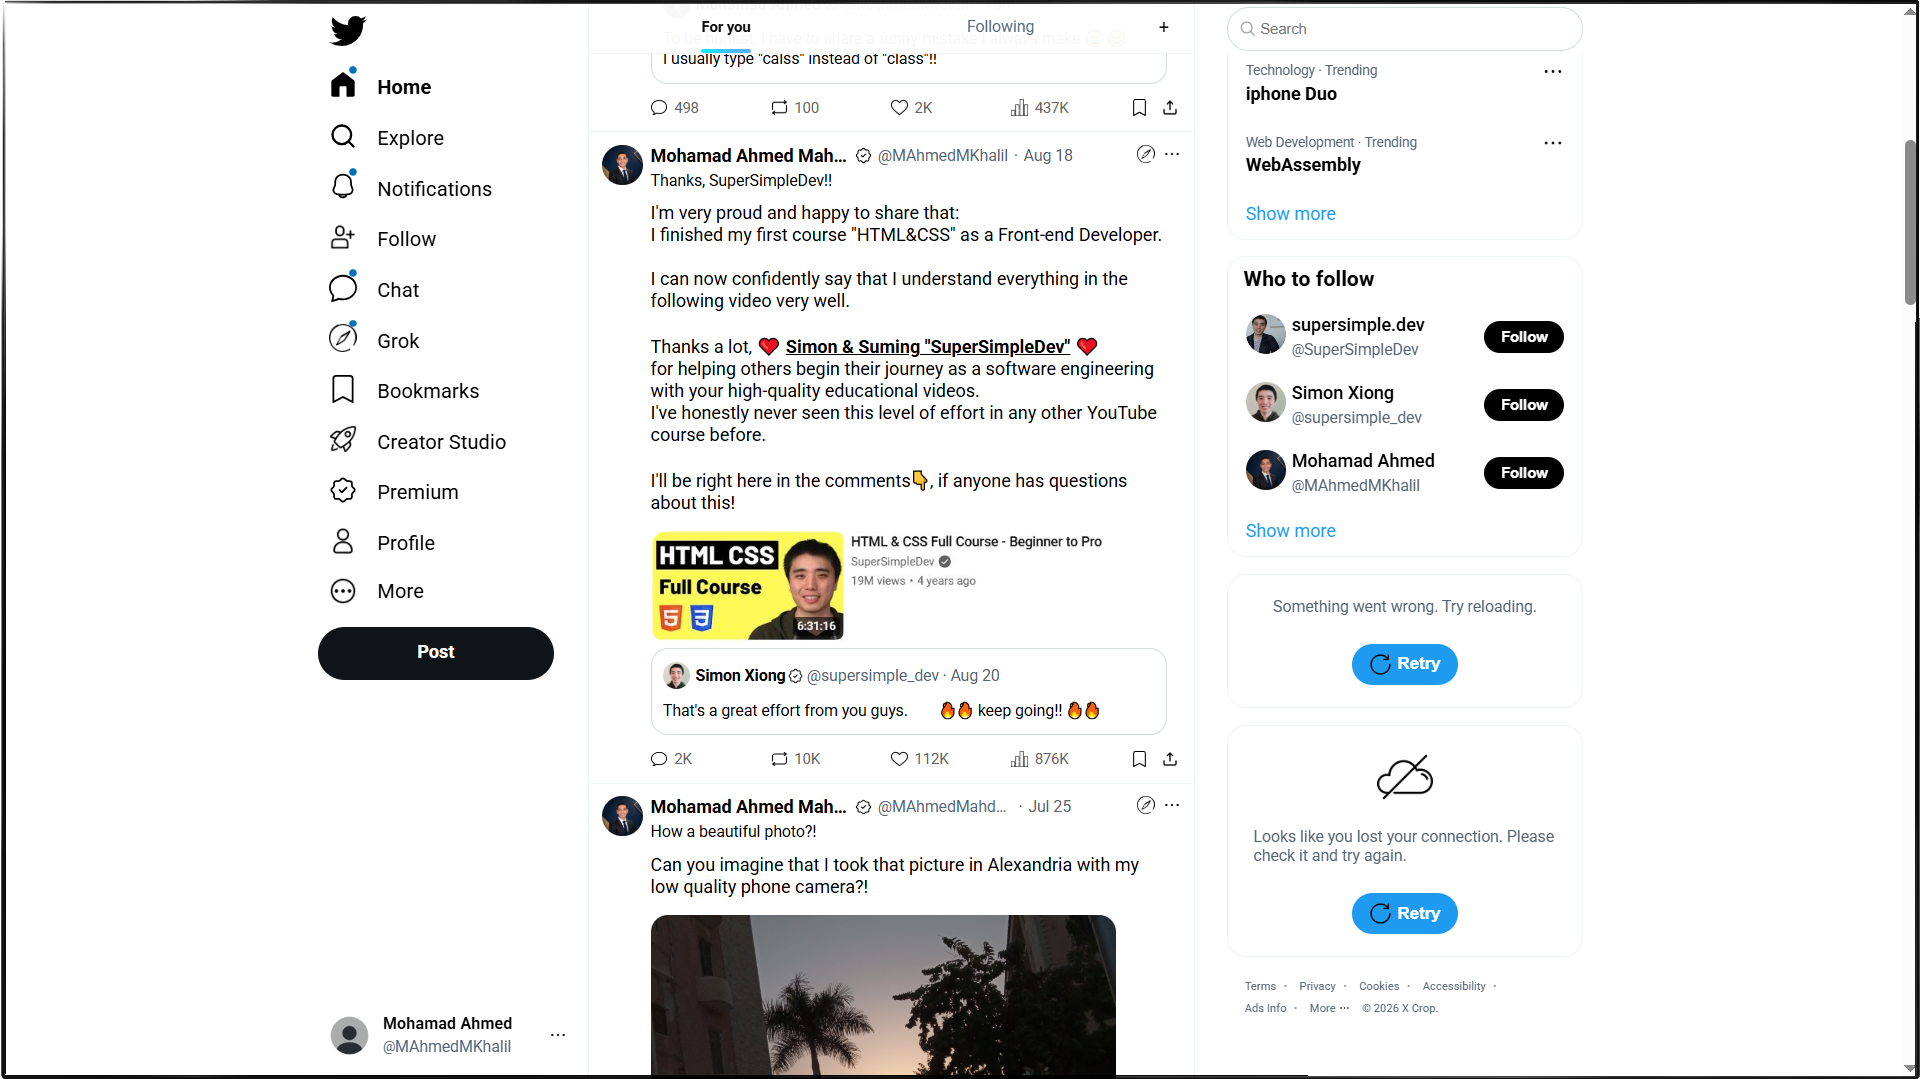 Home
Explore
Notifications
Follow
Chat
Grok
Bookmarks
Creator Studio
Premium
Profile
More
Post
Mohamad Ahmed
@MAhmedMKhalil
For you
Following
+
To be honest, I have to share a funny mistake I always make 😂😂
I usually type "calss" instead of "class"!!
498 100 2K 437K
Mohamad Ahmed Mah... @MAhmedMKhalil · Aug 18
Thanks, SuperSimpleDev!!
I'm very proud and happy to share that:
I finished my first course "HTML&CSS" as a Front-end Developer.
I can now confidently say that I understand everything in the
following video very well.
Thanks a lot, ❤️ Simon & Suming "SuperSimpleDev" ❤️
for helping others begin their journey as a software engineering
with your high-quality educational videos.
I've honestly never seen this level of effort in any other YouTube
course before.
I'll be right here in the comments👇, if anyone has questions
about this!
HTML CSS
Full Course
5 3
6:31:16
HTML & CSS Full Course - Beginner to Pro
SuperSimpleDev
19M views • 4 years ago
Simon Xiong @supersimple_dev · Aug 20
That's a great effort from you guys. 🔥🔥 keep going!! 🔥🔥
2K 10K 112K 876K
Mohamad Ahmed Mah... @MAhmedMahd... · Jul 25
How a beautiful photo?!
Can you imagine that I took that picture in Alexandria with my
low quality phone camera?!
Search
Technology · Trending
iphone Duo
Web Development · Trending
WebAssembly
Show more
Who to follow
supersimple.dev
@SuperSimpleDev
Follow
Simon Xiong
@supersimple_dev
Follow
Mohamad Ahmed
@MAhmedMKhalil
Follow
Show more
Something went wrong. Try reloading.
Retry
Looks like you lost your connection. Please
check it and try again.
Retry
Terms · Privacy · Cookies · Accessibility ·
Ads Info · More ··· © 2026 X Crop.